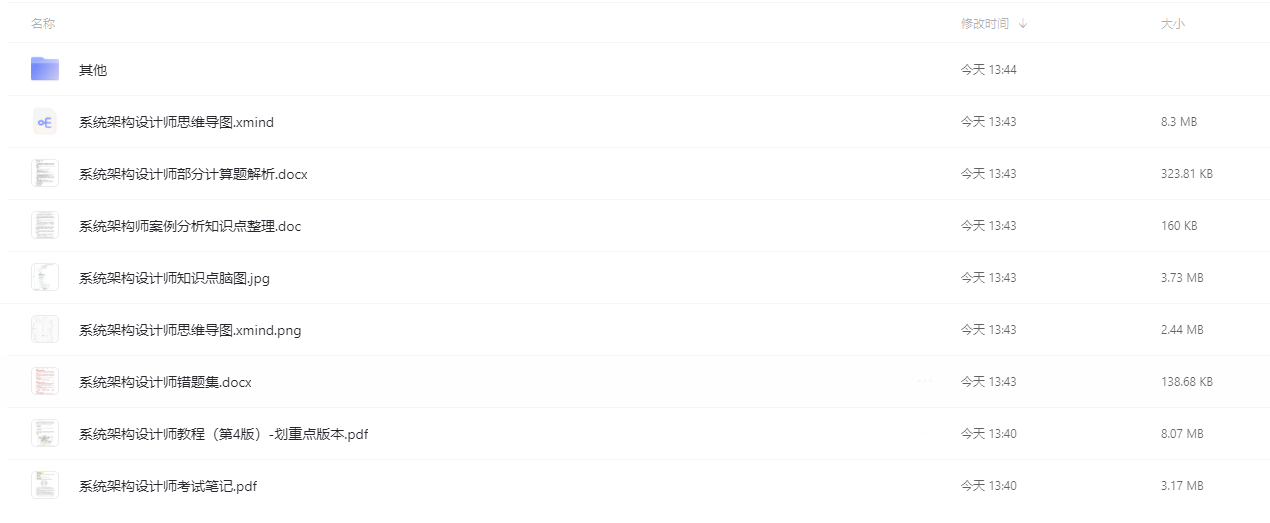 名称 修改时间 ↓ 大小
其他 今天 13:44
系统架构设计师思维导图.xmind 今天 13:43 8.3 MB
系统架构设计师部分计算题解析.docx 今天 13:43 323.81 KB
系统架构师案例分析知识点整理.doc 今天 13:43 160 KB
系统架构设计师知识点脑图.jpg 今天 13:43 3.73 MB
系统架构设计师思维导图.xmind.png 今天 13:43 2.44 MB
系统架构设计师错题集.docx ··· 今天 13:43 138.68 KB
系统架构设计师教程（第4版）-划重点版本.pdf 今天 13:40 8.07 MB
系统架构设计师考试笔记.pdf 今天 13:40 3.17 MB